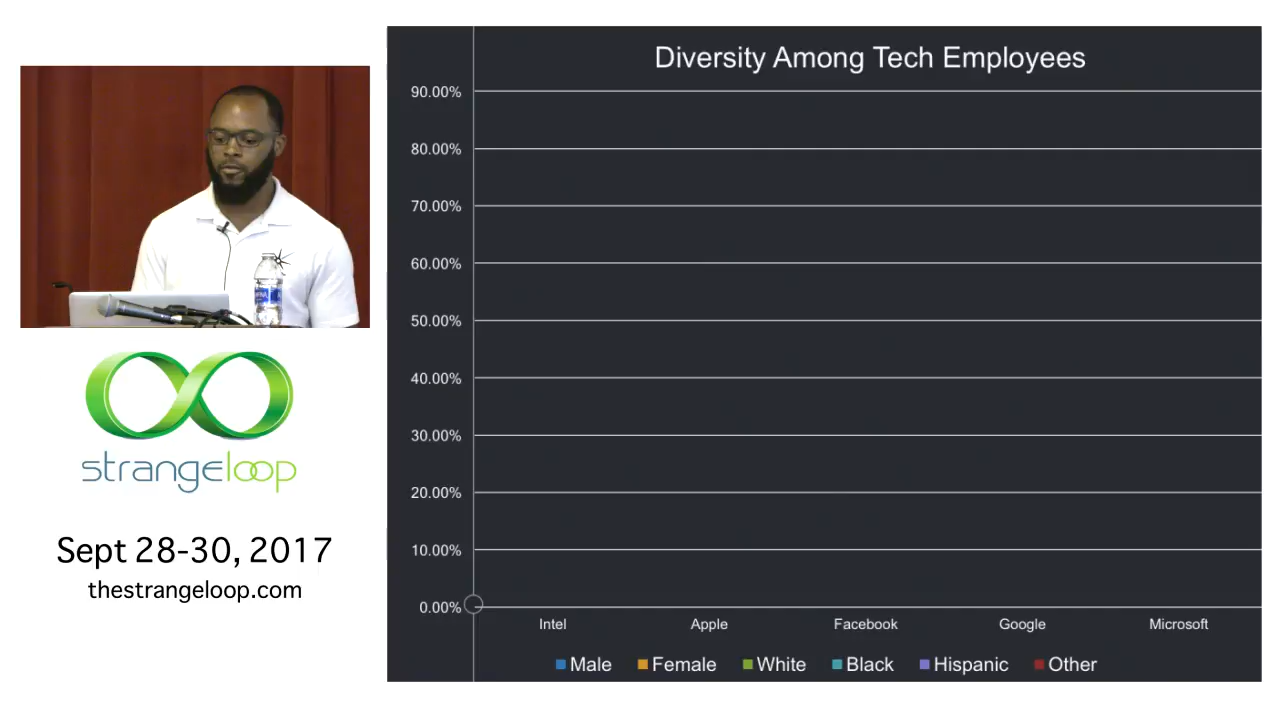 Diversity Among Tech Employees
90.00%
80.00%
70.00%
60.00%
50.00%
40.00%
30.00%
20.00%
10.00%
0.00%
Intel Apple Facebook Google Microsoft
Male Female White Black Hispanic Other
strangeloop
Sept 28-30, 2017
thestrangeloop.com